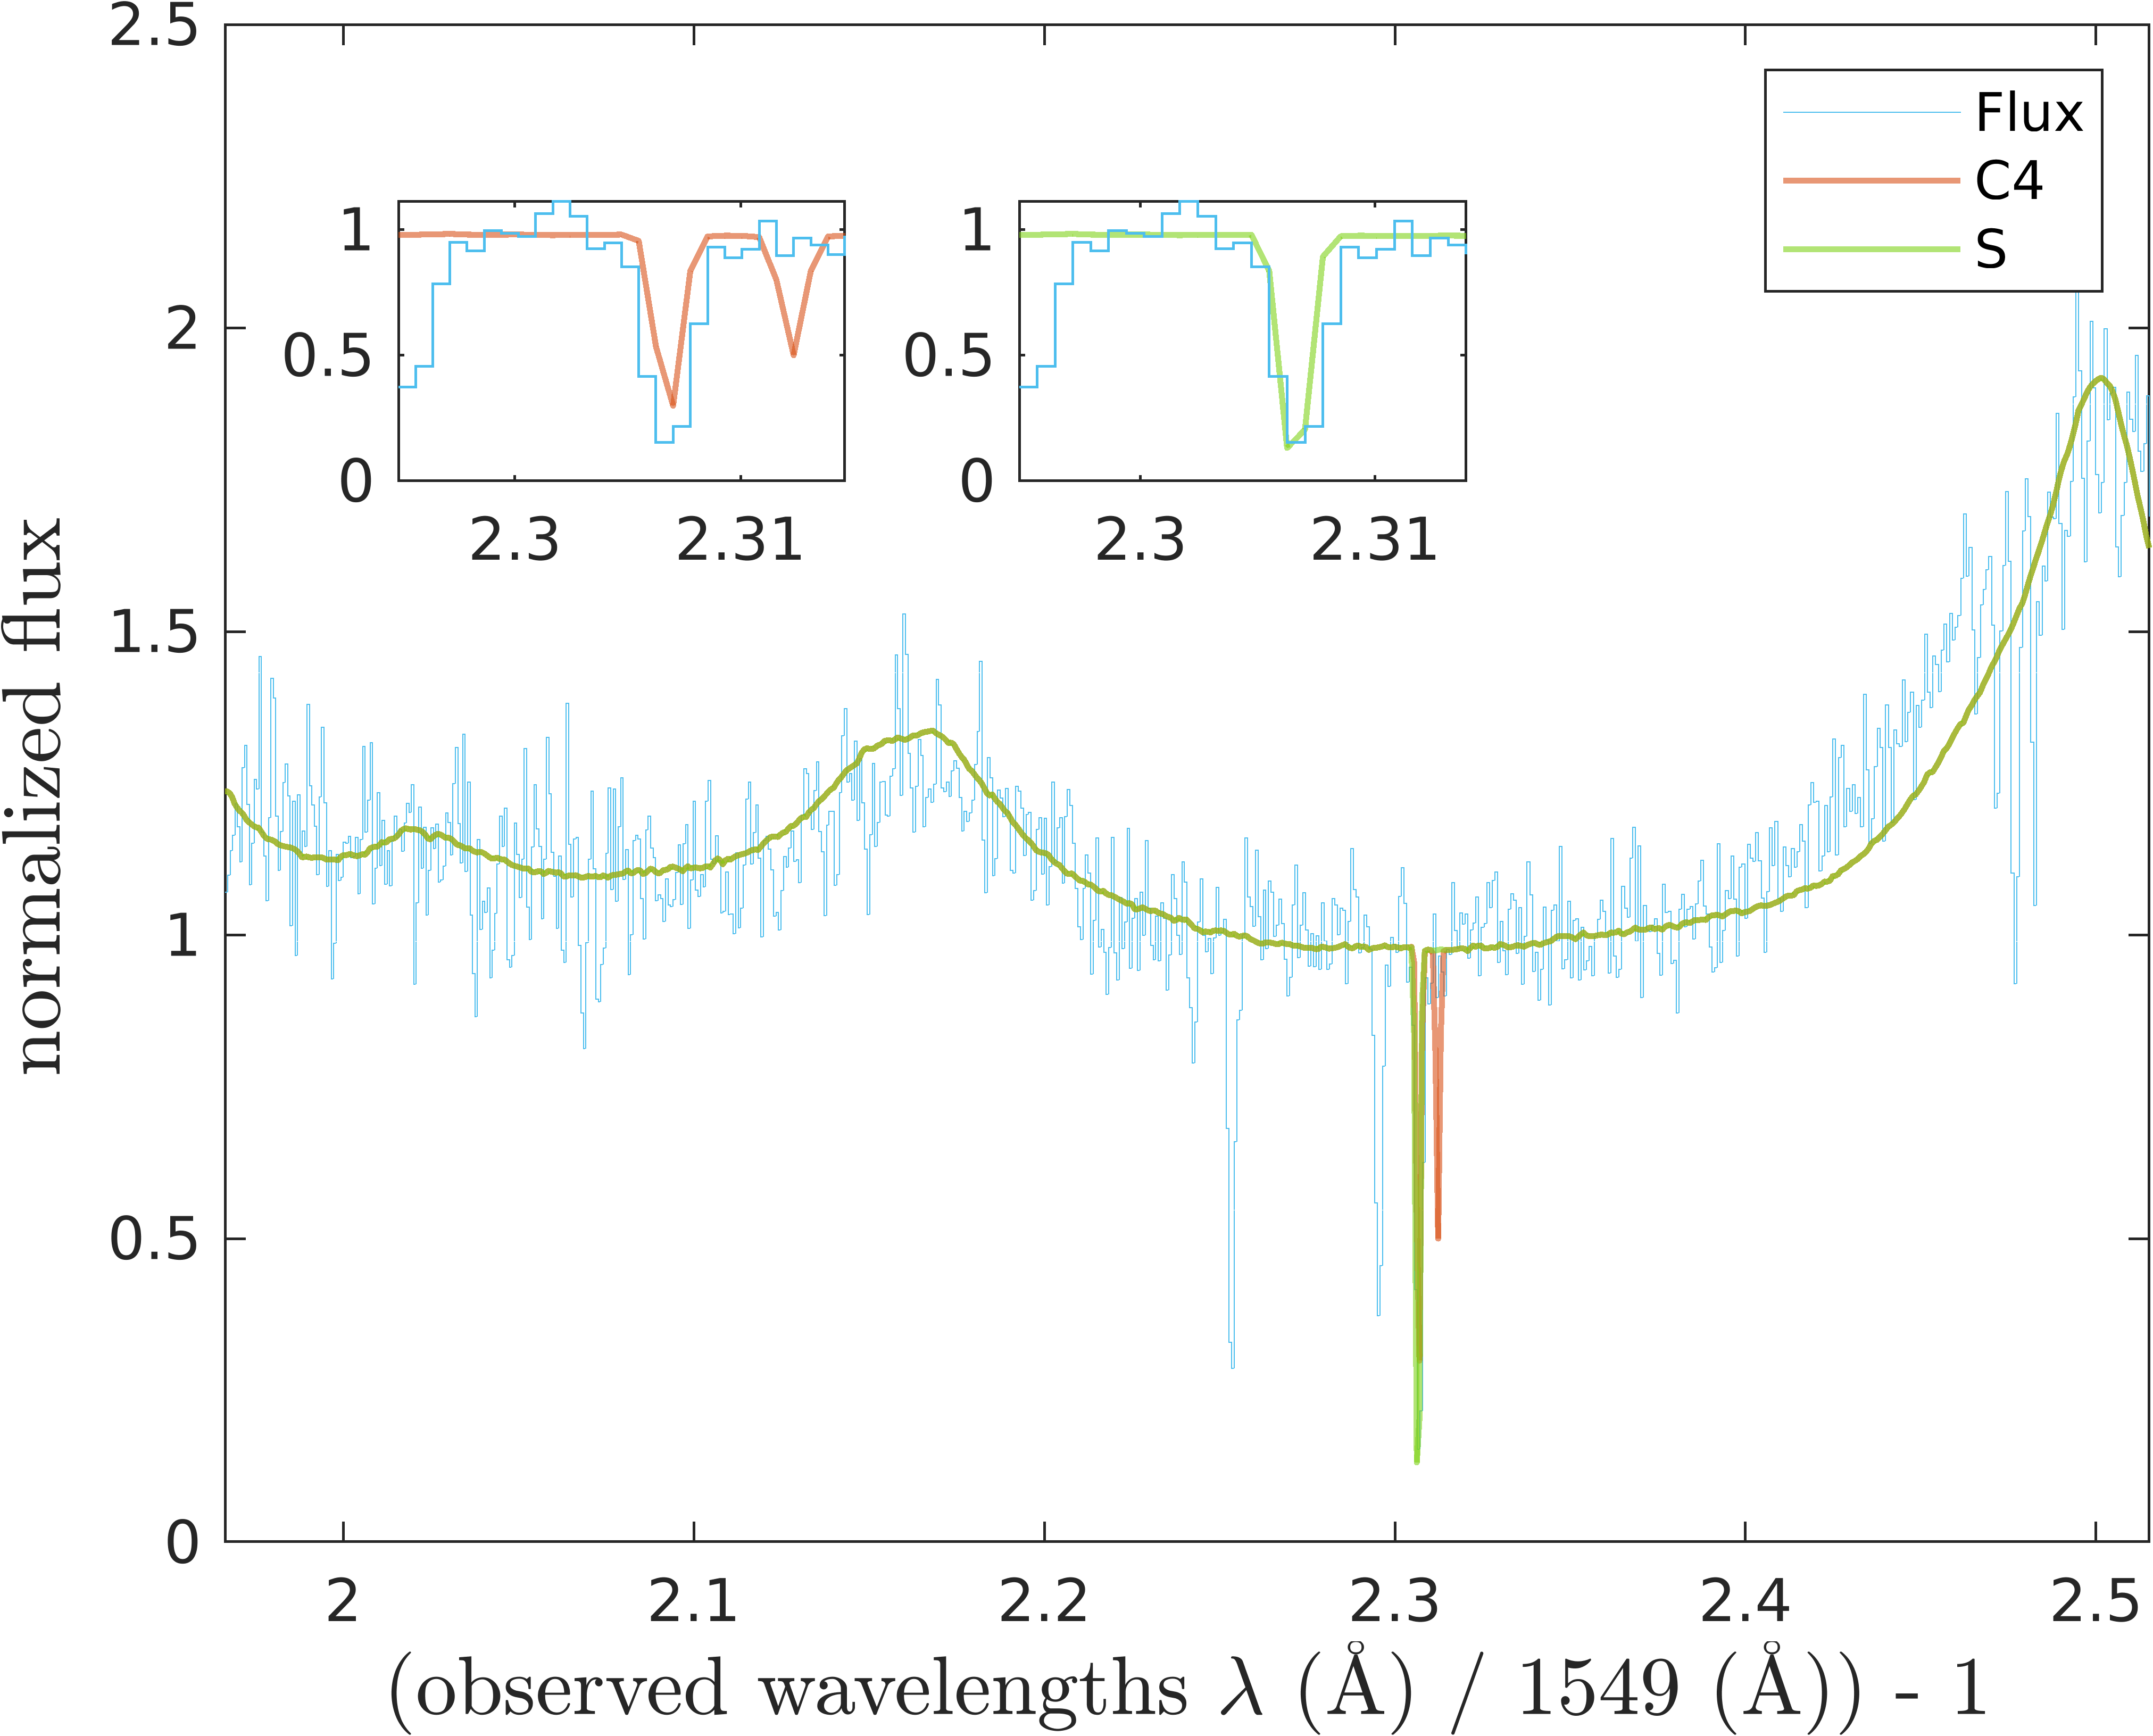 2.5
2
1.5
1
0.5
0
normalized flux
Flux
C4
S
1
0.5
0
2.3 2.31
1
0.5
0
2.3 2.31
2 2.1 2.2 2.3 2.4 2.5
(observed wavelengths λ (Å) / 1549 (Å)) - 1